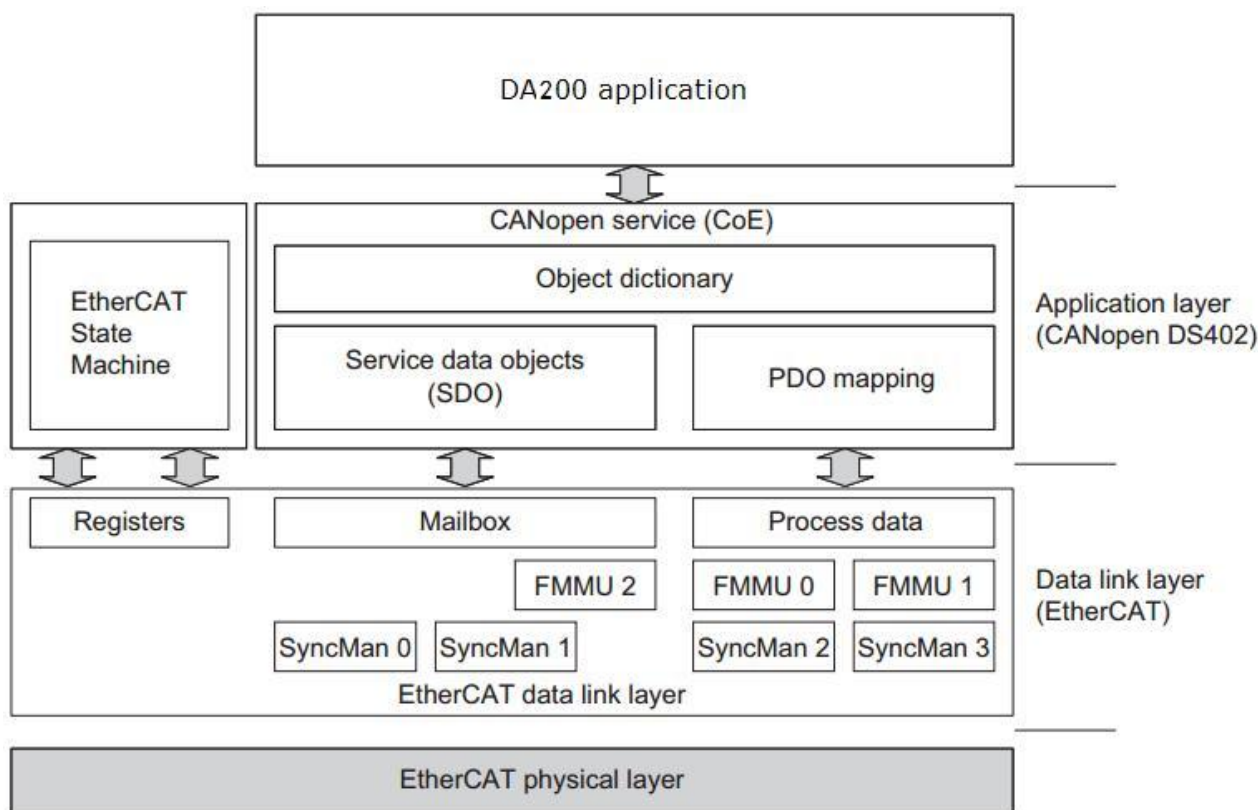 DA200 application
CANopen service (CoE)
Object dictionary
EtherCAT
State
Machine
Service data objects
(SDO)
PDO mapping
Application layer
(CANopen DS402)
Registers
Mailbox
Process data
FMMU 2
FMMU 0
FMMU 1
SyncMan 0
SyncMan 1
SyncMan 2
SyncMan 3
EtherCAT data link layer
Data link layer
(EtherCAT)
EtherCAT physical layer